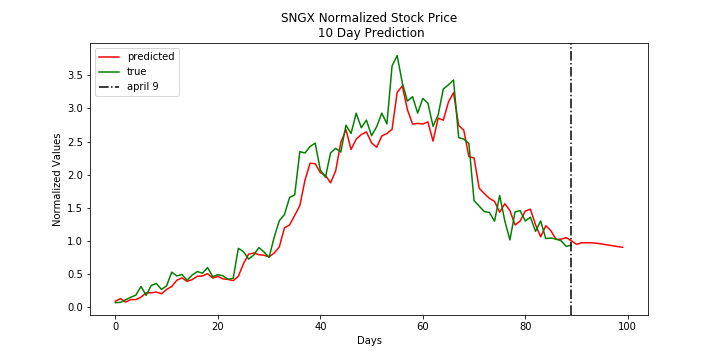 SNGX Normalized Stock Price
10 Day Prediction
predicted
true
april 9
Normalized Values
3.5
3.0
2.5
2.0
1.5
1.0
0.5
0.0
0
20
40
60
80
100
Days